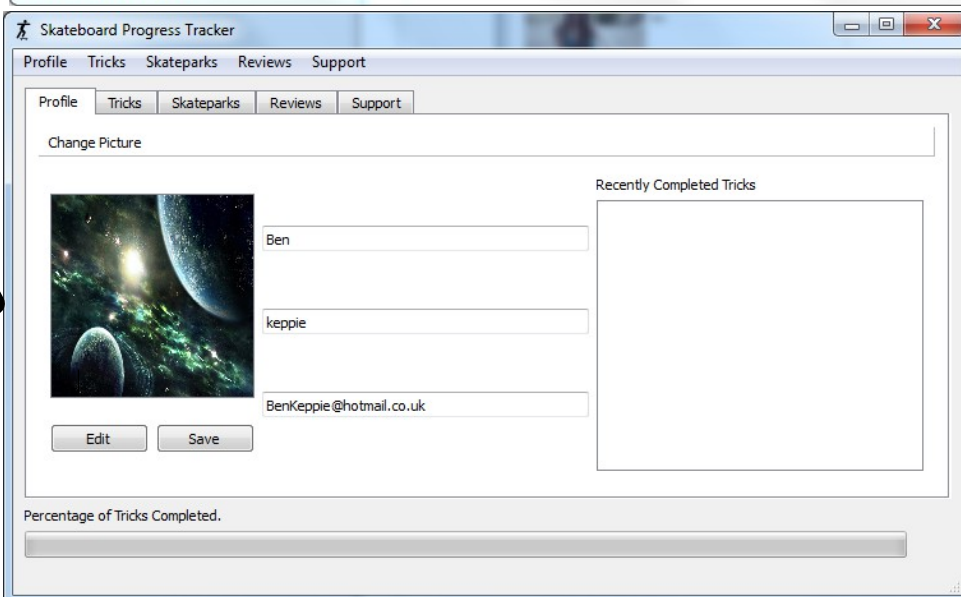 Skateboard Progress Tracker
Profile Tricks Skateparks Reviews Support
Profile Tricks Skateparks Reviews Support
Change Picture
Recently Completed Tricks
Ben
keppie
BenKeppie@hotmail.co.uk
Edit Save
Percentage of Tricks Completed.